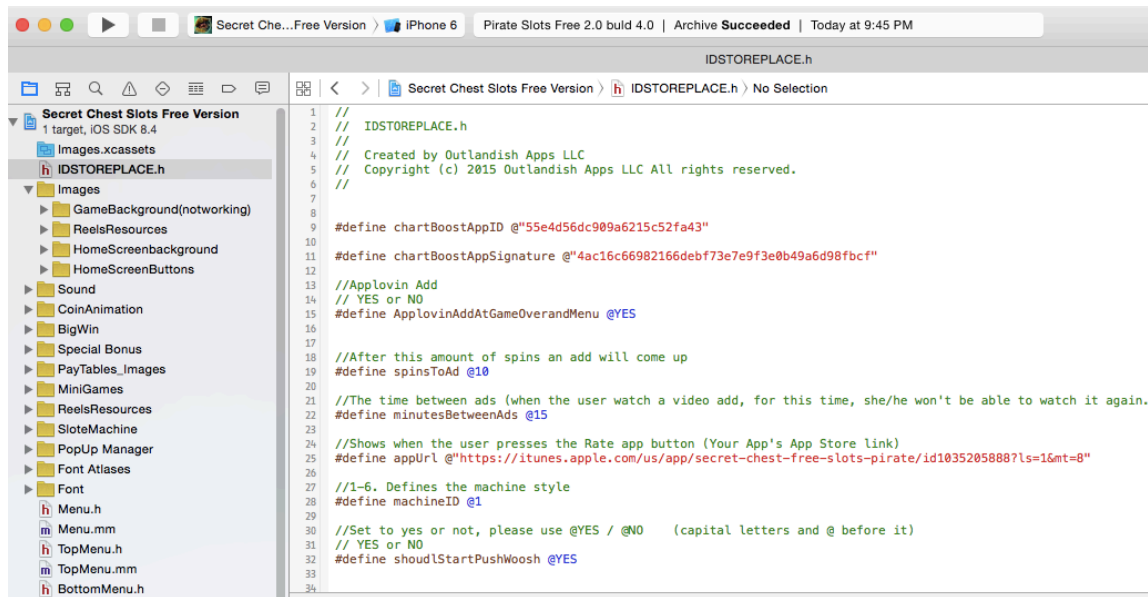 Secret Che...Free Version 〉 iPhone 6
Pirate Slots Free 2.0 buld 4.0 | Archive Succeeded | Today at 9:45 PM
IDSTOREPLACE.h
Secret Chest Slots Free Version 〉 h IDSTOREPLACE.h 〉 No Selection
Secret Chest Slots Free Version
1 target, iOS SDK 8.4
Images.xcassets
h IDSTOREPLACE.h
Images
GameBackground(notworking)
ReelsResources
HomeScreenbackground
HomeScreenButtons
Sound
CoinAnimation
BigWin
Special Bonus
PayTables_Images
MiniGames
ReelsResources
SloteMachine
PopUp Manager
Font Atlases
Font
h Menu.h
m Menu.mm
h TopMenu.h
m TopMenu.mm
h BottomMenu.h
1 //
2 // IDSTOREPLACE.h
3 //
4 // Created by Outlandish Apps LLC
5 // Copyright (c) 2015 Outlandish Apps LLC All rights reserved.
6 //
7
8
9 #define chartBoostAppID @"55e4d56dc909a6215c52fa43"
10
11 #define chartBoostAppSignature @"4ac16c66982166debf73e7e9f3e0b49a6d98fbcf"
12
13 //Applovin Add
14 // YES or NO
15 #define ApplovinAddAtGameOverandMenu @YES
16
17
18 //After this amount of spins an add will come up
19 #define spinsToAd @10
20
21 //The time between ads (when the user watch a video add, for this time, she/he won't be able to watch it again.
22 #define minutesBetweenAds @15
23
24 //Shows when the user presses the Rate app button (Your App's App Store link)
25 #define appUrl @"https://itunes.apple.com/us/app/secret-chest-free-slots-pirate/id1035205888?ls=1&mt=8"
26
27 //1-6. Defines the machine style
28 #define machineID @1
29
30 //Set to yes or not, please use @YES / @NO (capital letters and @ before it)
31 // YES or NO
32 #define shoudlStartPushWoosh @YES
33
34